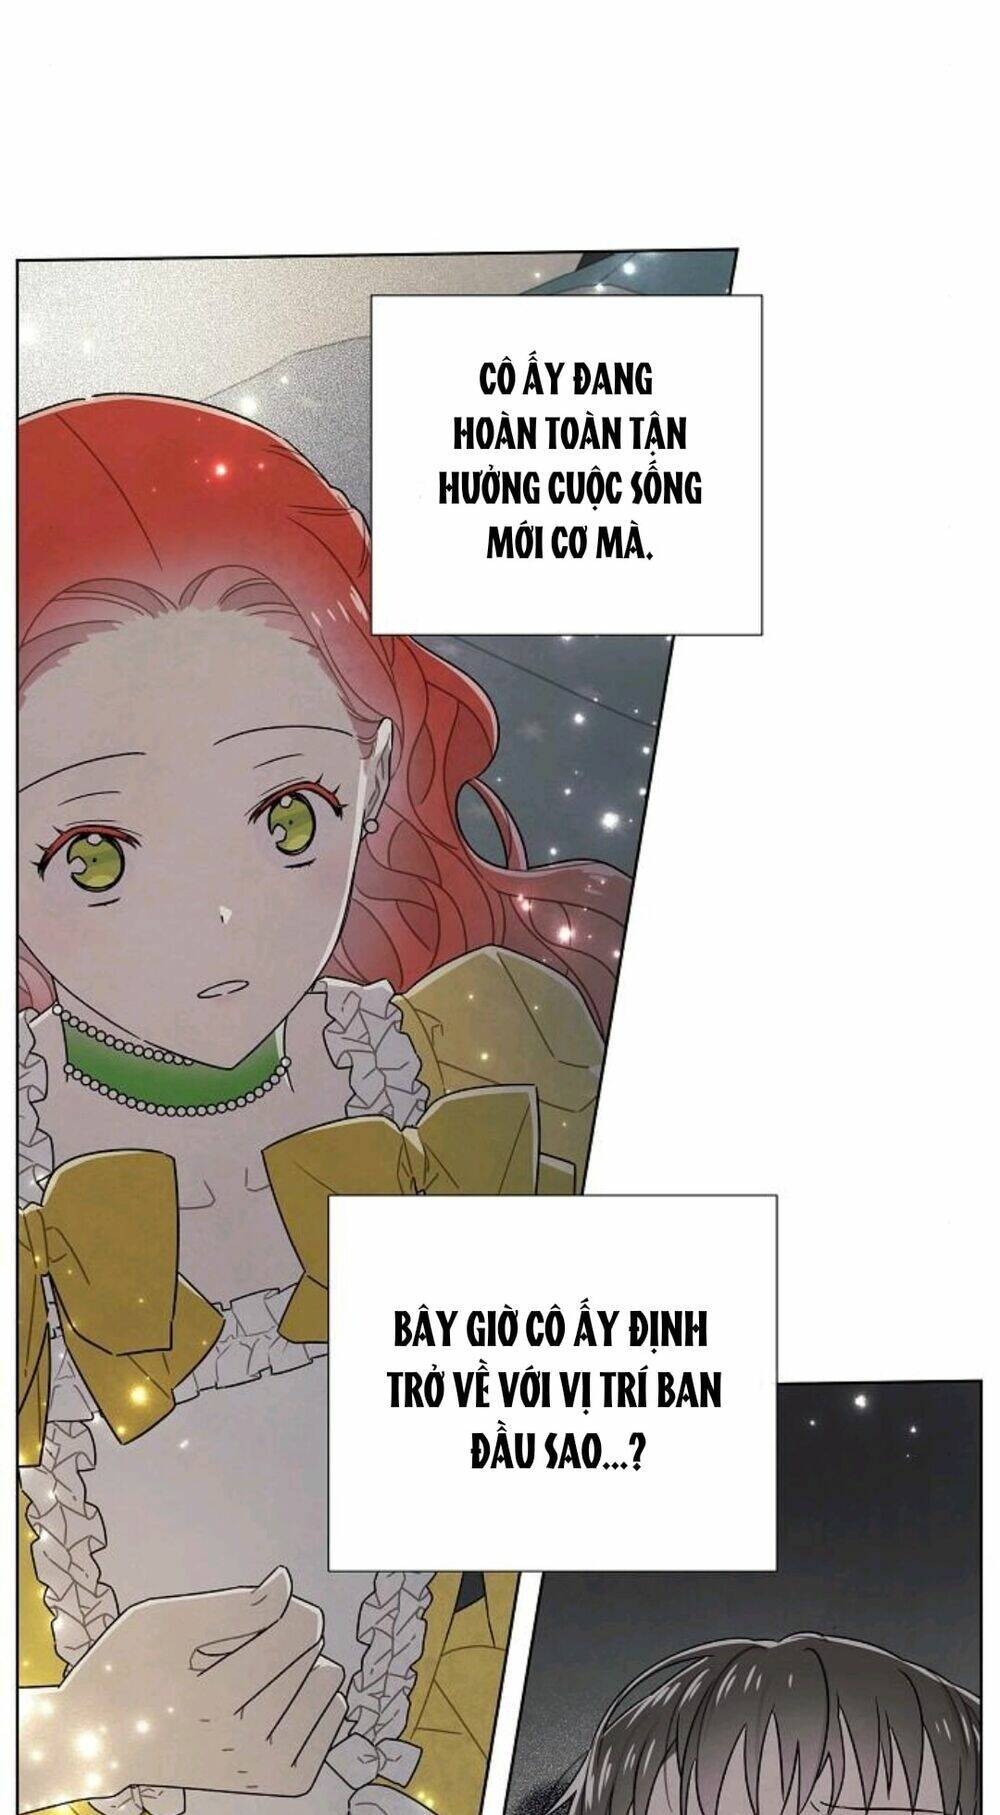 CÔ ẤY ĐANG
HOÀN TOÀN TẬN
HƯỞNG CUỘC SỐNG
MỚI CƠ MÀ.
BÂY GIỜ CÔ ẤY ĐỊNH
TRỞ VỀ VỚI VỊ TRÍ BAN
ĐẦU SAO...?